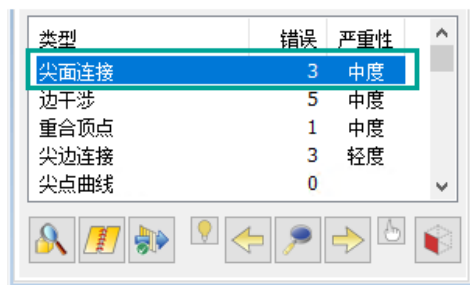 类型 错误 严重性
尖面连接 3 中度
边干涉 5 中度
重合顶点 1 中度
尖边连接 3 轻度
尖点曲线 0